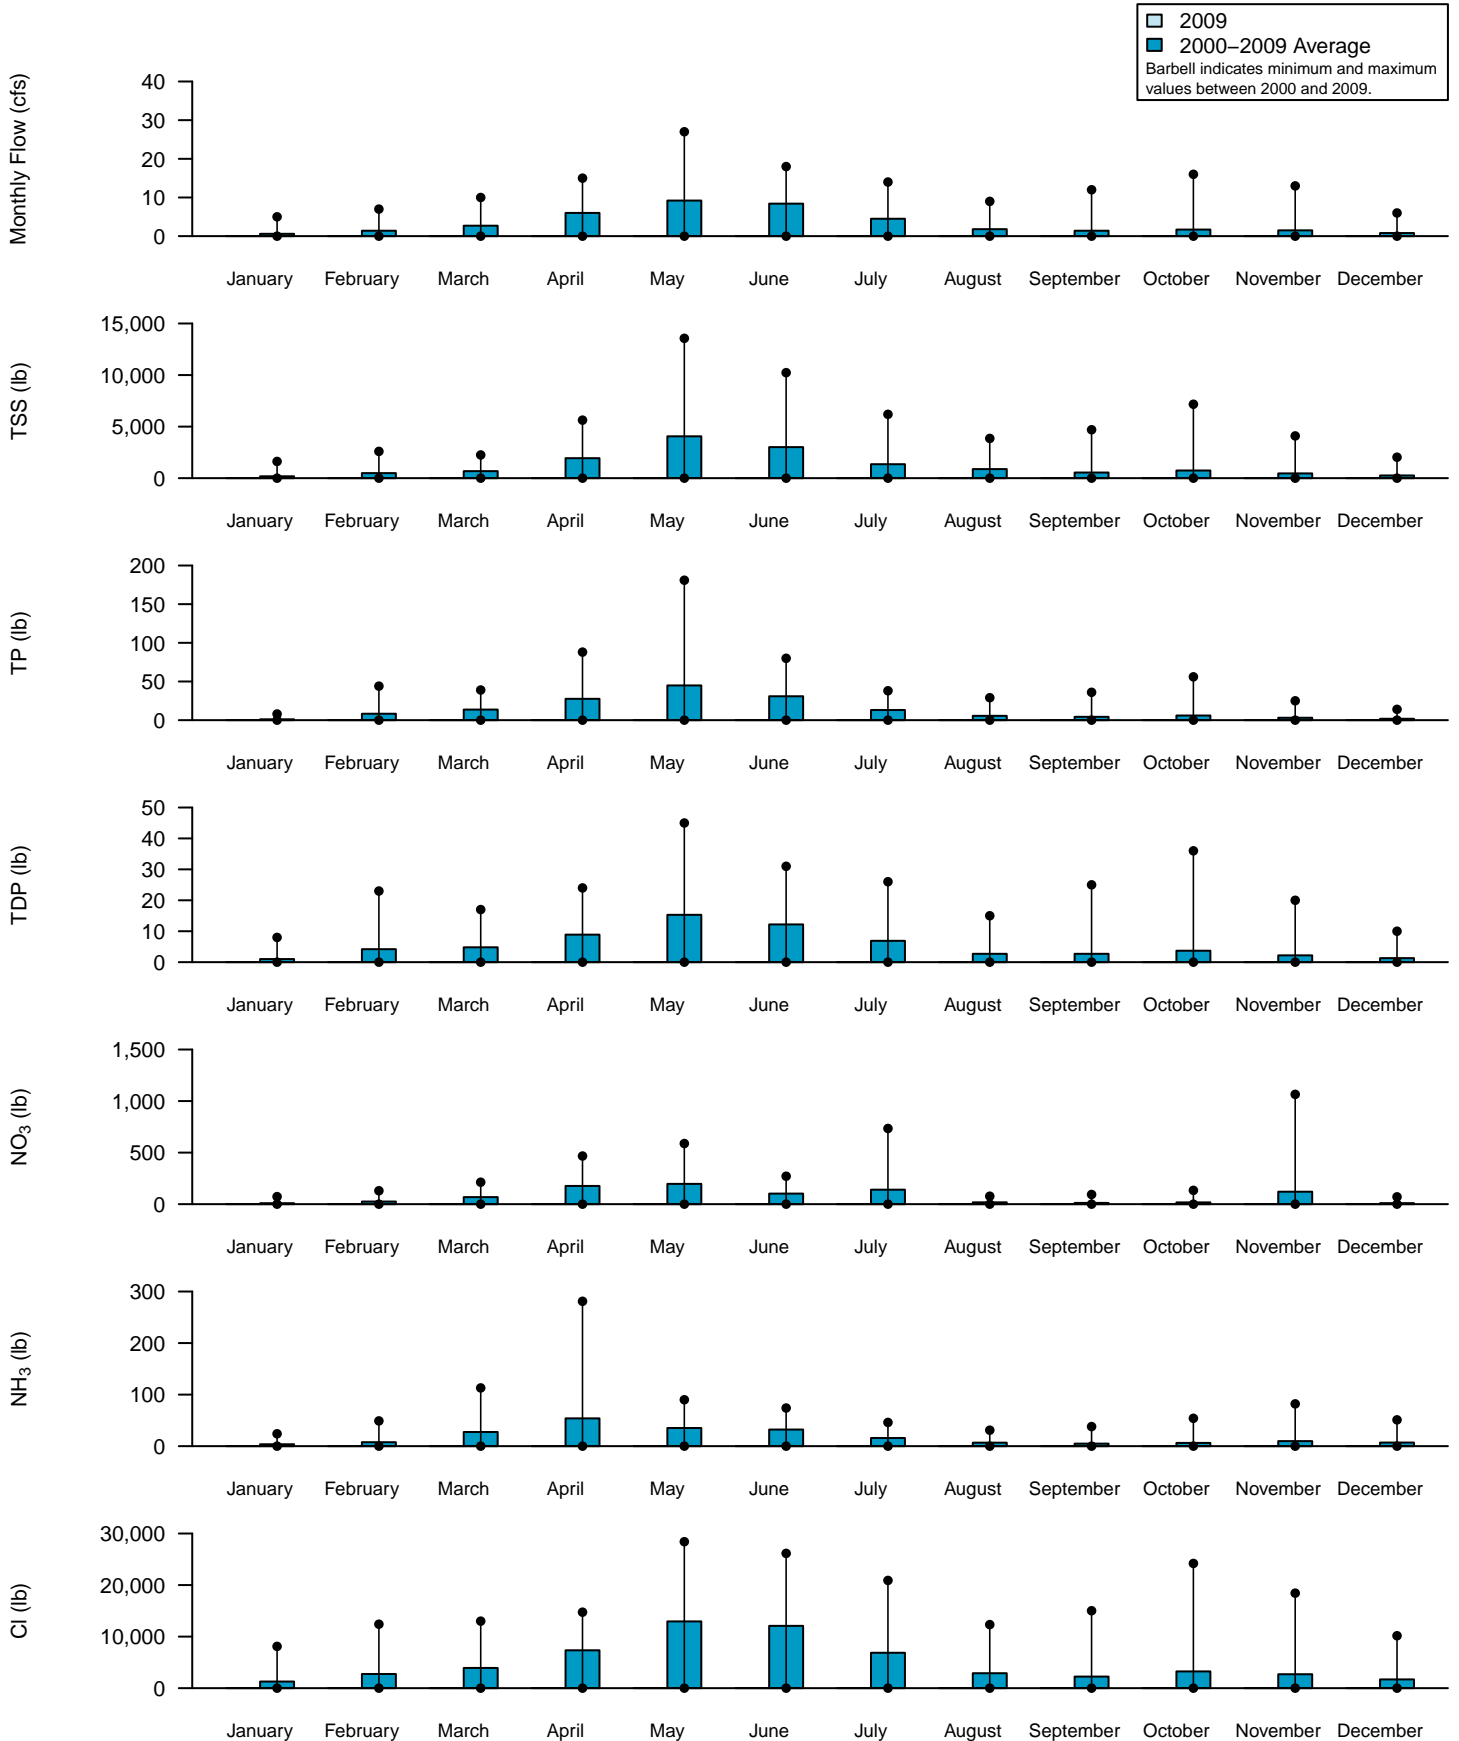 2009
2000–2009 Average
Barbell indicates minimum and maximum
values between 2000 and 2009.
Monthly Flow (cfs)
40
30
20
10
0
January February March April May June July August September October November December
TSS (lb)
15,000
10,000
5,000
0
January February March April May June July August September October November December
TP (lb)
200
150
100
50
0
January February March April May June July August September October November December
TDP (lb)
50
40
30
20
10
0
January February March April May June July August September October November December
NO3 (lb)
1,500
1,000
500
0
January February March April May June July August September October November December
NH3 (lb)
300
200
100
0
January February March April May June July August September October November December
Cl (lb)
30,000
20,000
10,000
0
January February March April May June July August September October November December